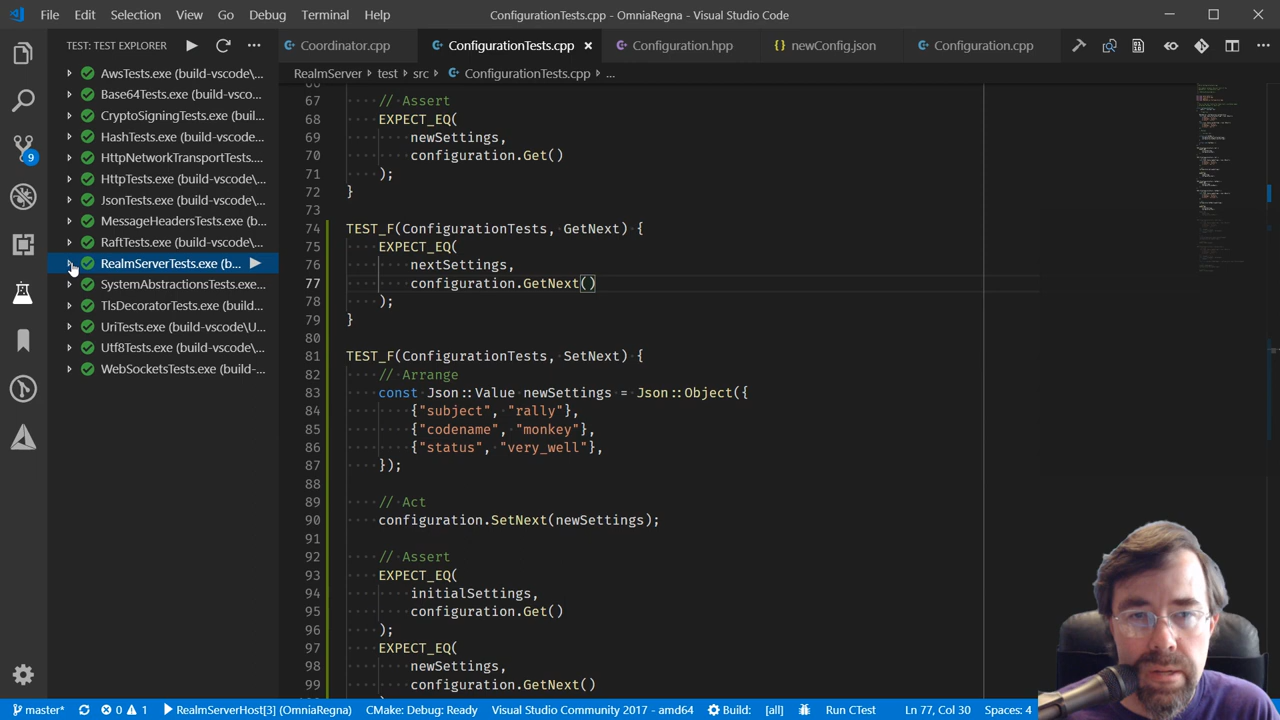 File Edit Selection View Go Debug Terminal Help ConfigurationTests.cpp - OmniaRegna - Visual Studio Code
TEST: TEST EXPLORER
Coordinator.cpp ConfigurationTests.cpp Configuration.hpp newConfig.json Configuration.cpp
RealmServer test src ConfigurationTests.cpp ...
AwsTests.exe (build-vscode\...
Base64Tests.exe (build-vsco...
CryptoSigningTests.exe (buil...
HashTests.exe (build-vscode...
HttpNetworkTransportTests....
HttpTests.exe (build-vscode\...
JsonTests.exe (build-vscode\...
MessageHeadersTests.exe (b...
RaftTests.exe (build-vscode\...
RealmServerTests.exe (b...
SystemAbstractionsTests.exe...
TlsDecoratorTests.exe (build...
UriTests.exe (build-vscode\U...
Utf8Tests.exe (build-vscode\...
WebSocketsTests.exe (build-...
9
67 // Assert
68 EXPECT_EQ(
69 newSettings,
70 configuration.Get()
71 );
72 }
73
74 TEST_F(ConfigurationTests, GetNext) {
75 EXPECT_EQ(
76 nextSettings,
77 configuration.GetNext()
78 );
79 }
80
81 TEST_F(ConfigurationTests, SetNext) {
82 // Arrange
83 const Json::Value newSettings = Json::Object({
84 {"subject", "rally"},
85 {"codename", "monkey"},
86 {"status", "very_well"},
87 });
88
89 // Act
90 configuration.SetNext(newSettings);
91
92 // Assert
93 EXPECT_EQ(
94 initialSettings,
95 configuration.Get()
96 );
97 EXPECT_EQ(
98 newSettings,
99 configuration.GetNext()
master* 0 1 RealmServerHost[3] (OmniaRegna) CMake: Debug: Ready Visual Studio Community 2017 - amd64 Build: [all] Run CTest Ln 77, Col 30 Spaces: 4